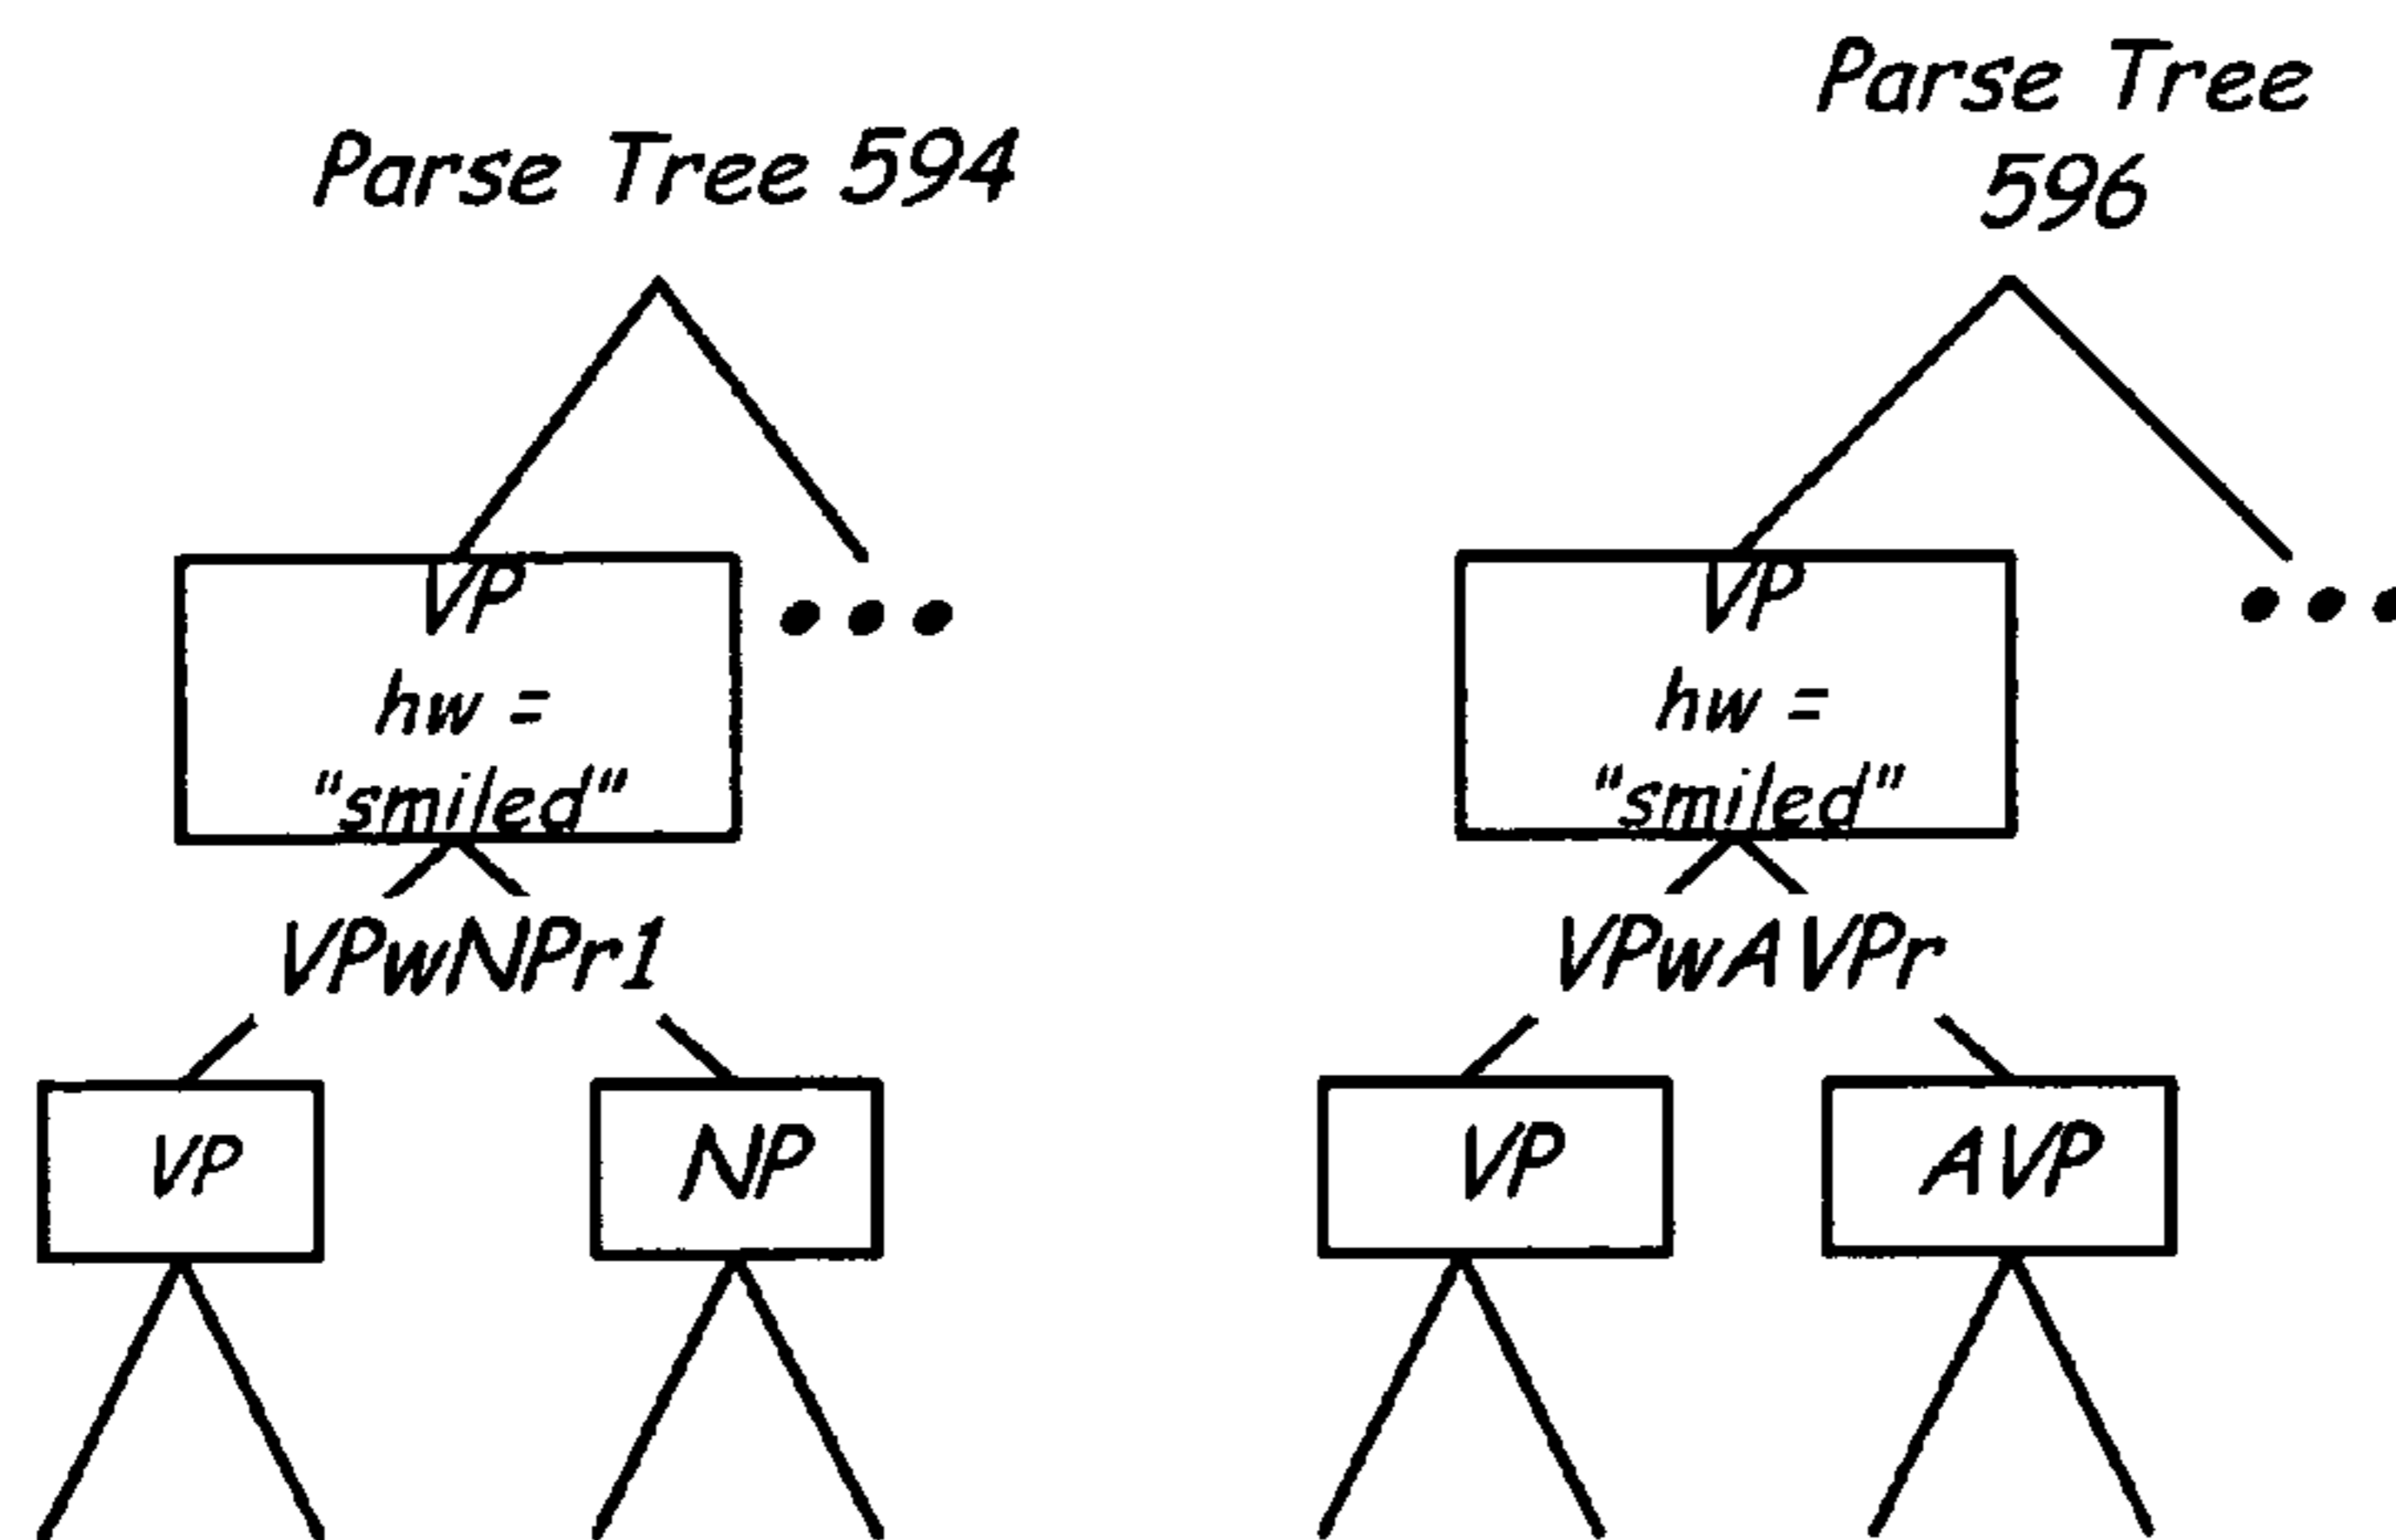 Parse Tree 594
VP
hw =
"smiled"
VPwNPr1
VP
NP
Parse Tree
596
VP
hw =
"smiled"
VPwAVPr
VP
AVP